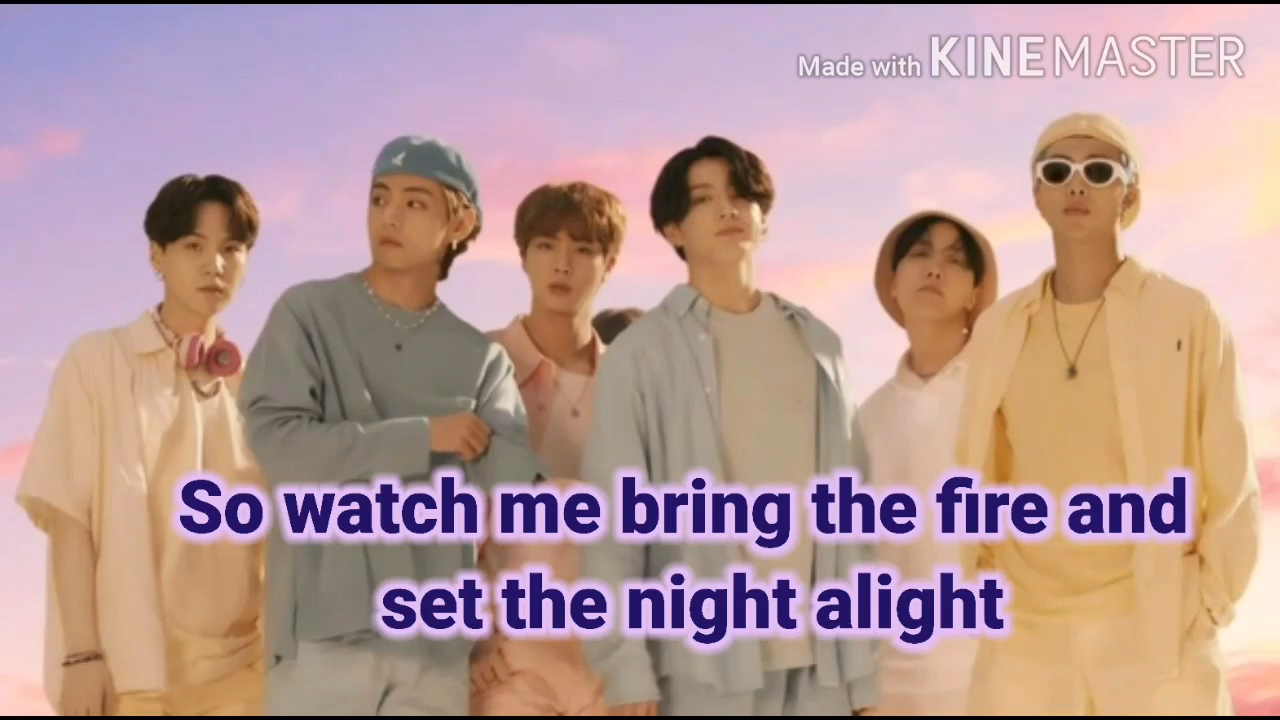 Made with KINEMASTER
So watch me bring the fire and
set the night alight